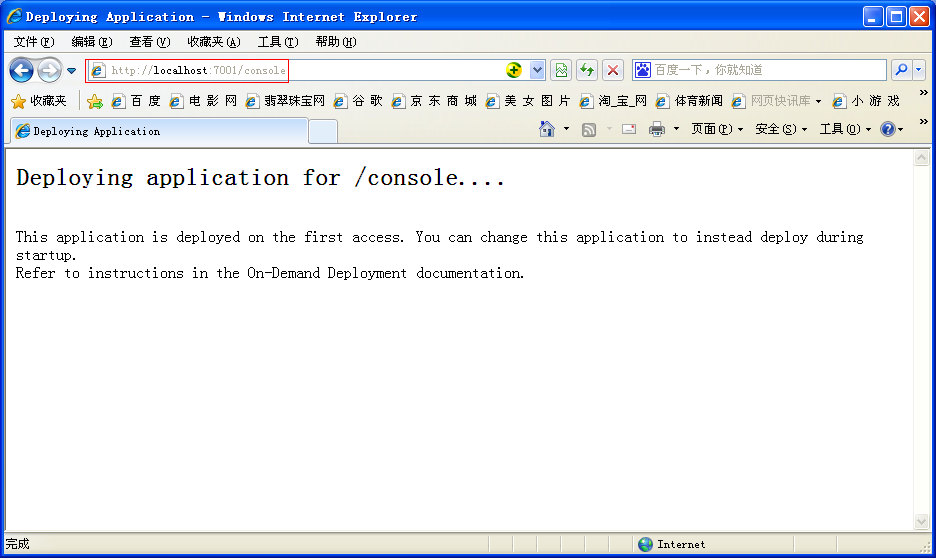 Deploying Application - Windows Internet Explorer
文件(F) 编辑(E) 查看(V) 收藏夹(A) 工具(T) 帮助(H)
http://localhost:7001/console 百度一下，你就知道
收藏夹 百 度 电 影 网 翡翠珠宝网 谷 歌 京 东 商 城 美 女 图 片 淘_宝_网 体育新闻 网页快讯库 小 游 戏 »
Deploying Application 页面(P) 安全(S) 工具(O) »
Deploying application for /console....
This application is deployed on the first access. You can change this application to instead deploy during
startup.
Refer to instructions in the On-Demand Deployment documentation.
完成 Internet